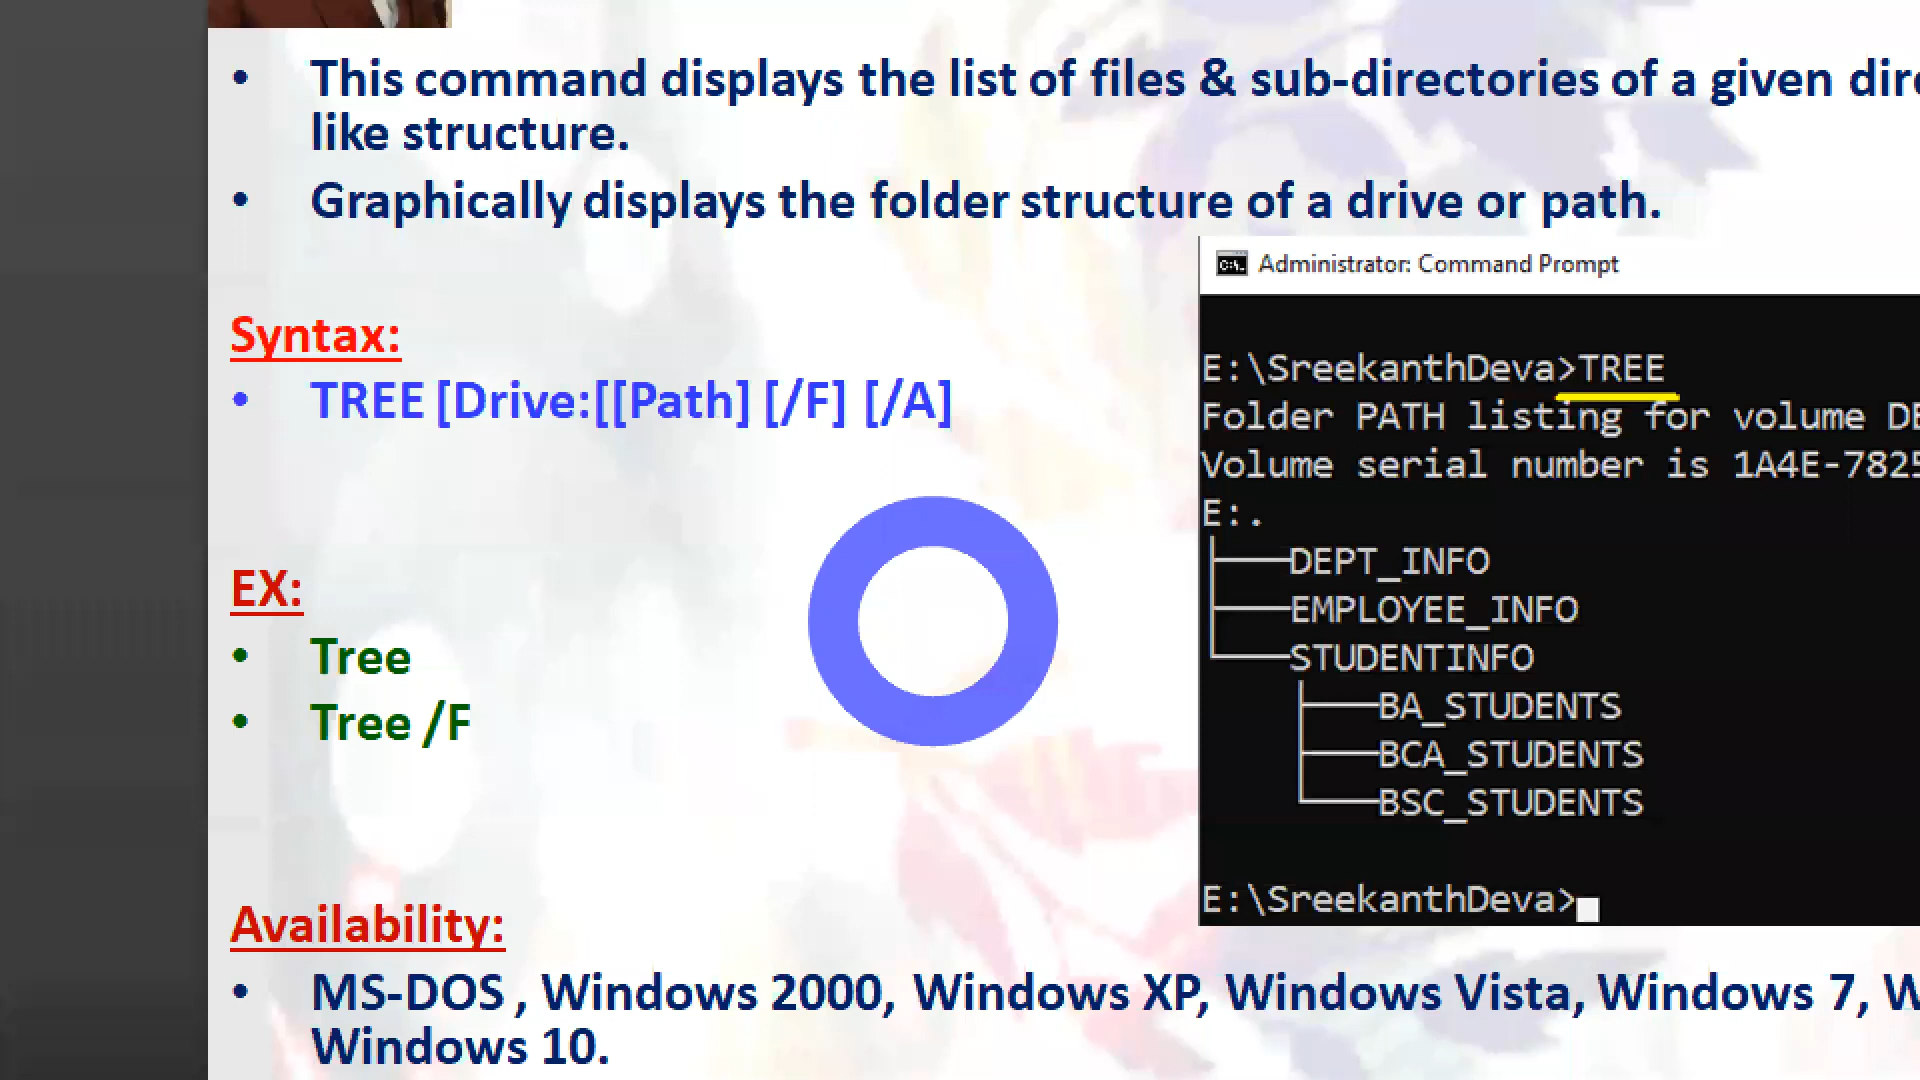 • This command displays the list of files & sub-directories of a given
like structure.
• Graphically displays the folder structure of a drive or path.
Administrator: Command Prompt
Syntax:
• TREE [Drive:[[Path] [/F] [/A]
E:\SreekanthDeva>TREE
Folder PATH listing for volume
Volume serial number is 1A4E-7825
E:.
├───DEPT_INFO
├───EMPLOYEE_INFO
└───STUDENTINFO
├───BA_STUDENTS
├───BCA_STUDENTS
└───BSC_STUDENTS
E:\SreekanthDeva>
EX:
• Tree
• Tree /F
Availability:
• MS-DOS , Windows 2000, Windows XP, Windows Vista, Windows 7,
Windows 10.